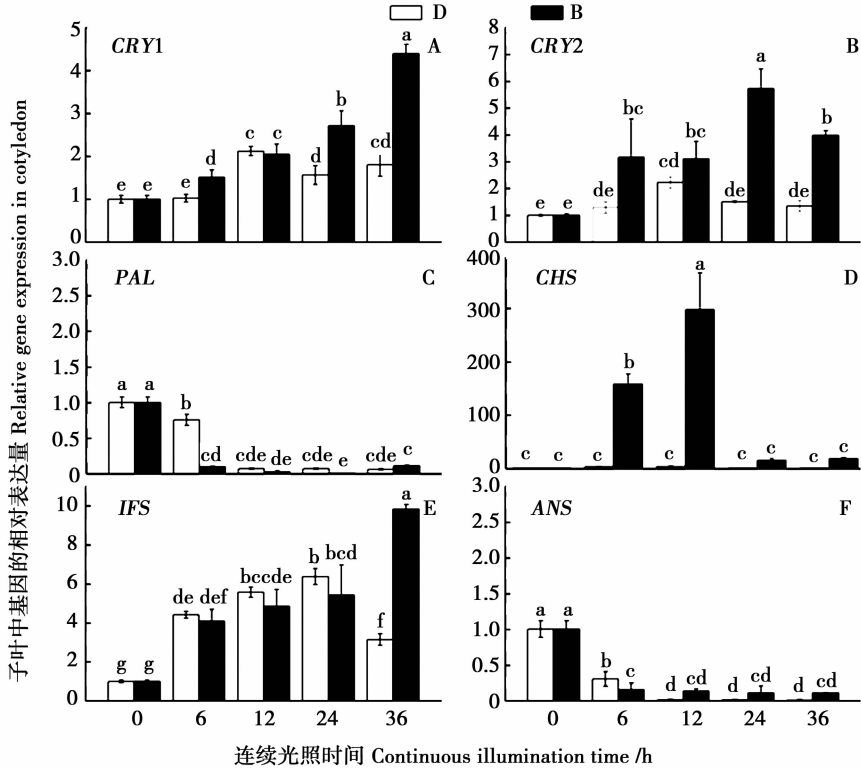 D B
CRY1 A
5
4
3
2
1
0
e e e d c c d b cd a
CRY2 B
8
7
6
5
4
3
2
1
0
e e de bc cd bc de a de b
PAL C
3.0
2.5
2.0
1.5
1.0
0.5
0
a a b cd cde de cde e cde c
CHS D
400
300
200
100
0
c c c b c a c c c c
IFS E
10
8
6
4
2
0
g g de def bccde b bcd f a
0 6 12 24 36
ANS F
3.0
2.5
2.0
1.5
1.0
0.5
0
a a b c d cd d cd d cd
0 6 12 24 36
子叶中基因的相对表达量 Relative gene expression in cotyledon
连续光照时间 Continuous illumination time /h